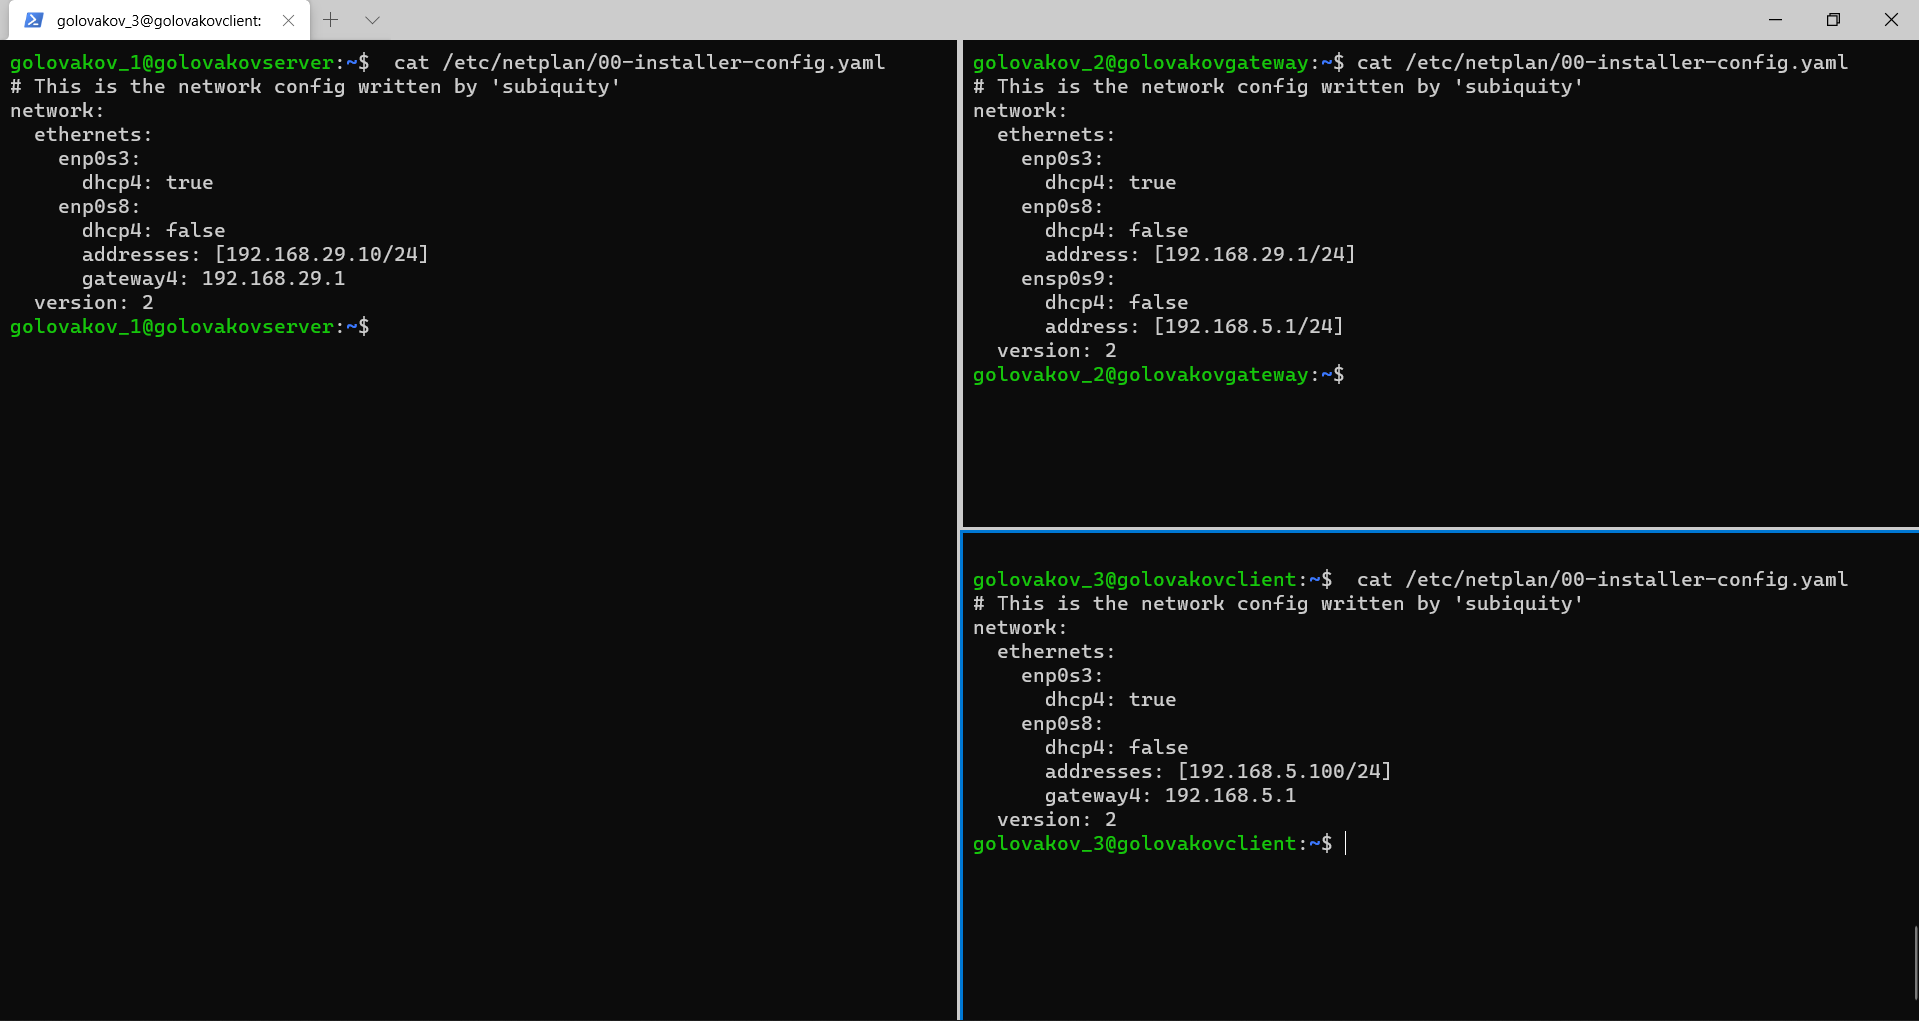 golovakov_3@golovakovclient:
golovakov_1@golovakovserver:~$  cat /etc/netplan/00-installer-config.yaml
# This is the network config written by 'subiquity'
network:
  ethernets:
    enp0s3:
      dhcp4: true
    enp0s8:
      dhcp4: false
      addresses: [192.168.29.10/24]
      gateway4: 192.168.29.1
  version: 2
golovakov_1@golovakovserver:~$
golovakov_2@golovakovgateway:~$ cat /etc/netplan/00-installer-config.yaml
# This is the network config written by 'subiquity'
network:
  ethernets:
    enp0s3:
      dhcp4: true
    enp0s8:
      dhcp4: false
      address: [192.168.29.1/24]
    ensp0s9:
      dhcp4: false
      address: [192.168.5.1/24]
  version: 2
golovakov_2@golovakovgateway:~$
golovakov_3@golovakovclient:~$  cat /etc/netplan/00-installer-config.yaml
# This is the network config written by 'subiquity'
network:
  ethernets:
    enp0s3:
      dhcp4: true
    enp0s8:
      dhcp4: false
      addresses: [192.168.5.100/24]
      gateway4: 192.168.5.1
  version: 2
golovakov_3@golovakovclient:~$